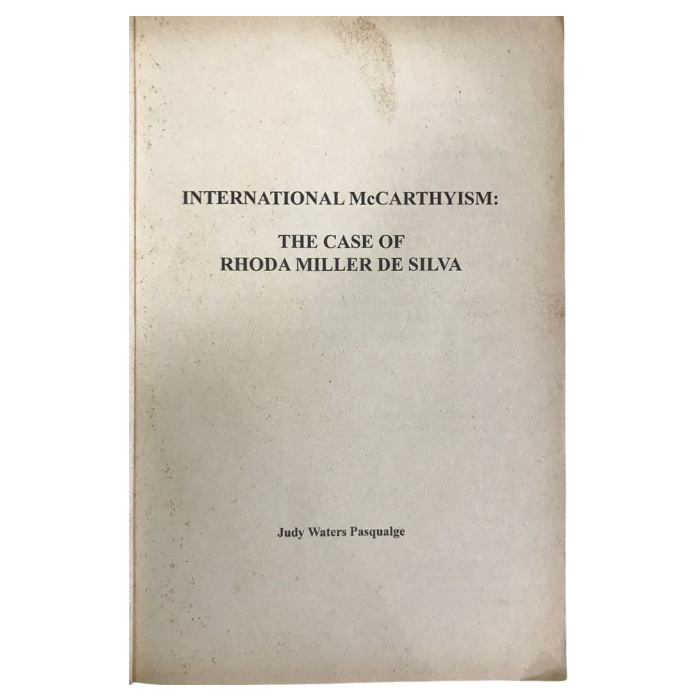 INTERNATIONAL McCARTHYISM:
THE CASE OF
RHODA MILLER DE SILVA
Judy Waters Pasqualge